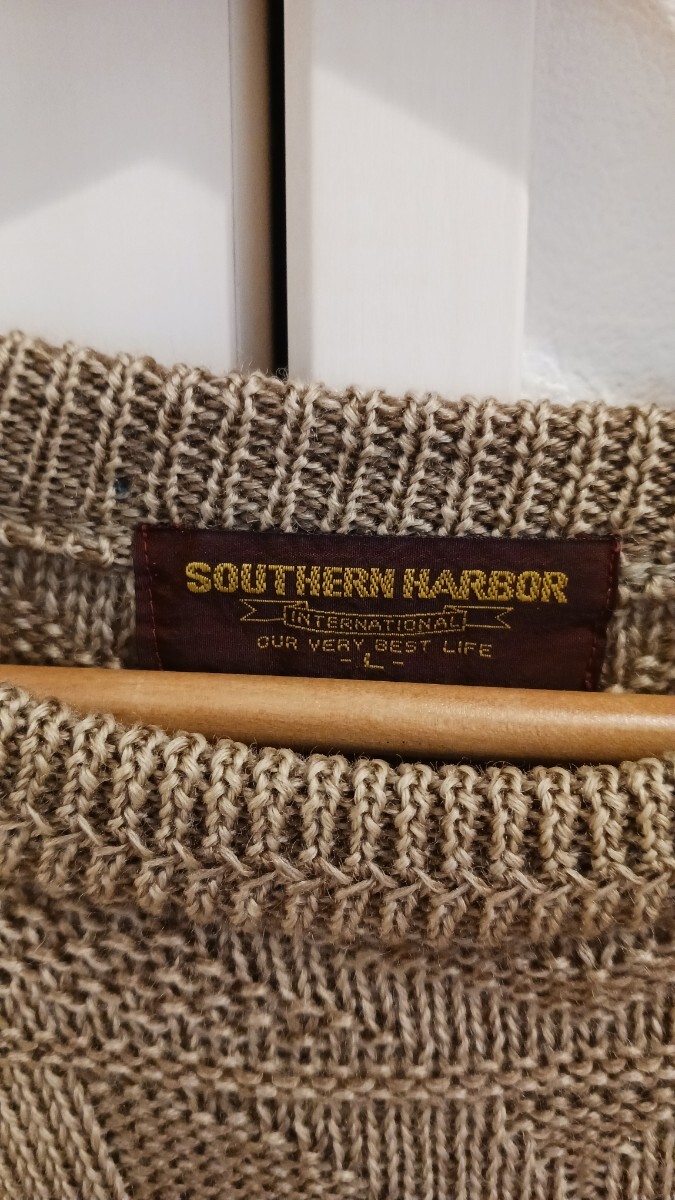 SOUTHERN HARBOR
INTERNATIONAL
OUR VERY BEST LIFE
- L -